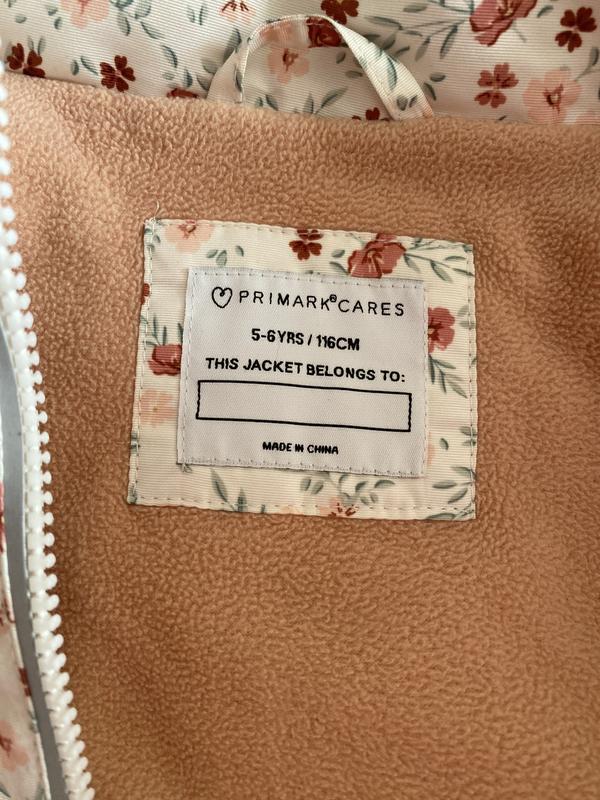 PRIMARK®CARES
5-6YRS / 116CM
THIS JACKET BELONGS TO:
MADE IN CHINA